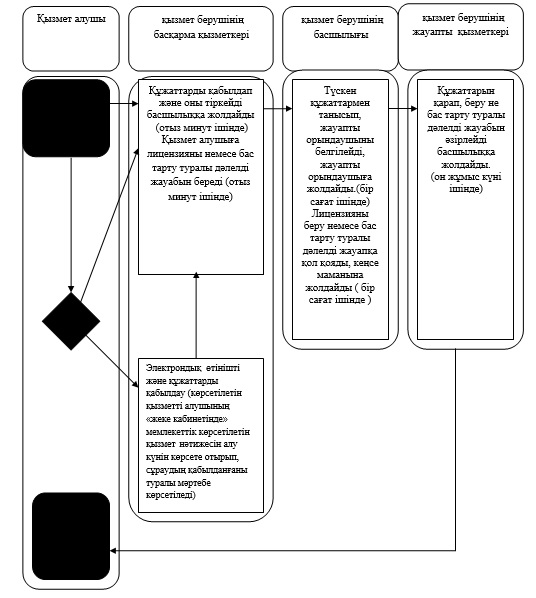 Қызмет алушы
қызмет берушінің
басқарма қызметкері
қызмет берушінің
басшылығы
қызмет берушінің
жауапты қызметкері
Құжаттарды қабылдап
және оны тіркейді
басшылыққа жолдайды
(отыз минут ішінде)
Қызмет алушыға
лицензияны немесе бас
тарту туралы дәлелді
жауабын береді (отыз
минут ішінде)
Түскен
құжаттармен
танысып,
жауапты
орындаушыны
белгілейді,
жауапты
орындаушыға
жолдайды.(бір
сағат ішінде)
Лицензияны
беру немесе бас
тарту туралы
дәлелді жауапқа
қол қояды, кеңсе
маманына
жолдайды ( бір
сағат ішінде )
Құжаттарын
қарап, беру не
бас тарту туралы
дәлелді жауабын
әзірлейді
басшылыққа
жолдайды.
(он жұмыс күні
ішінде)
Электрондық өтінішті
және құжаттарды
қабылдау (көрсетілетін
қызметті алушының
«жеке кабинетінде»
мемлекеттік көрсетілетін
қызмет нәтижесін алу
күнін көрсете отырып,
сұраудың қабылданғаны
туралы мәртебе
көрсетіледі)